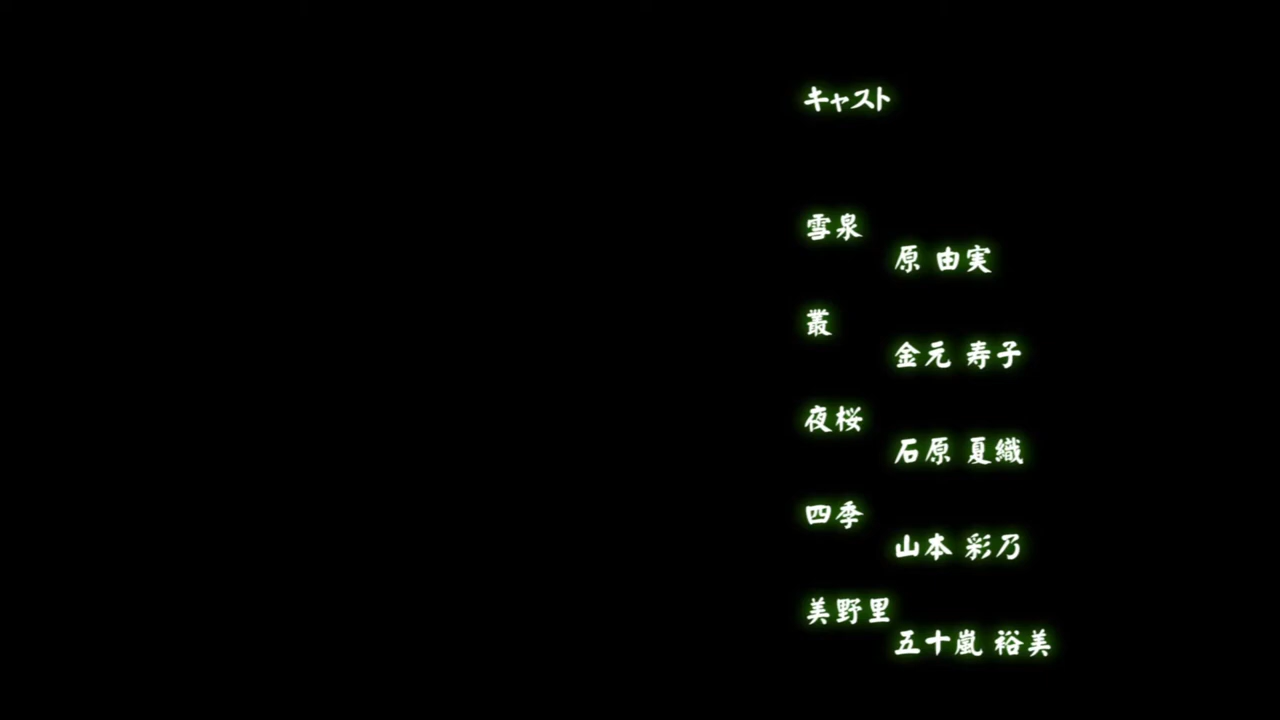 キャスト
雪泉
原 由実
叢
金元 寿子
夜桜
石原 夏織
四季
山本 彩乃
美野里
五十嵐 裕美